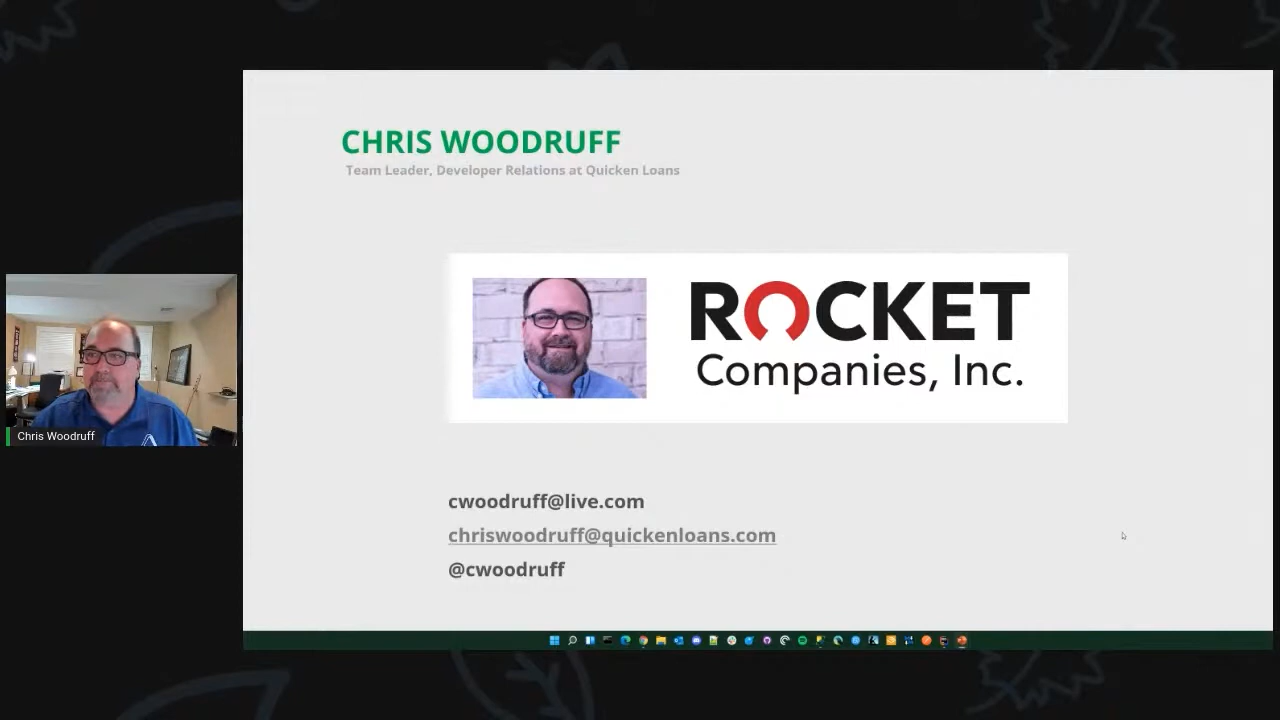 CHRIS WOODRUFF
Team Leader, Developer Relations at Quicken Loans
ROCKET
Companies, Inc.
Chris Woodruff
cwoodruff@live.com
chriswoodruff@quickenloans.com
@cwoodruff